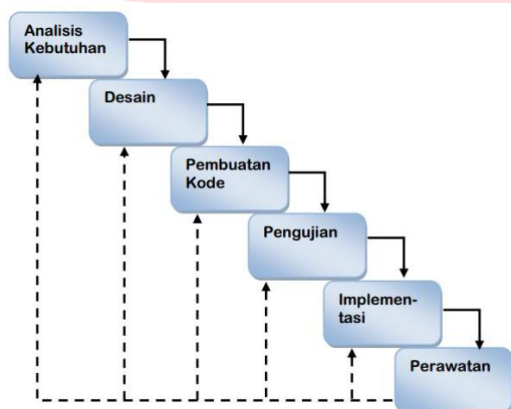 Analisis
Kebutuhan
Desain
Pembuatan
Kode
Pengujian
Implemen-
tasi
Perawatan